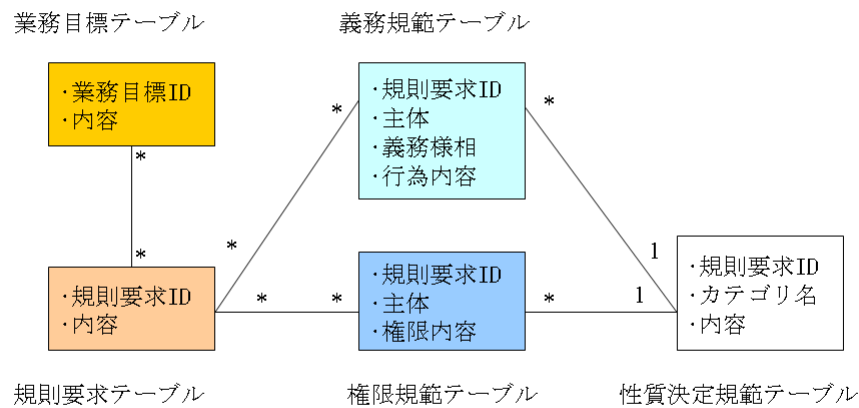 業務目標テーブル
義務規範テーブル
・業務目標ID
・内容
・規則要求ID
・主体
・義務様相
・行為内容
*
*
*
*
*
1
・規則要求ID
・内容
*
*
・規則要求ID
・主体
・権限内容
*
1
・規則要求ID
・カテゴリ名
・内容
規則要求テーブル
権限規範テーブル
性質決定規範テーブル